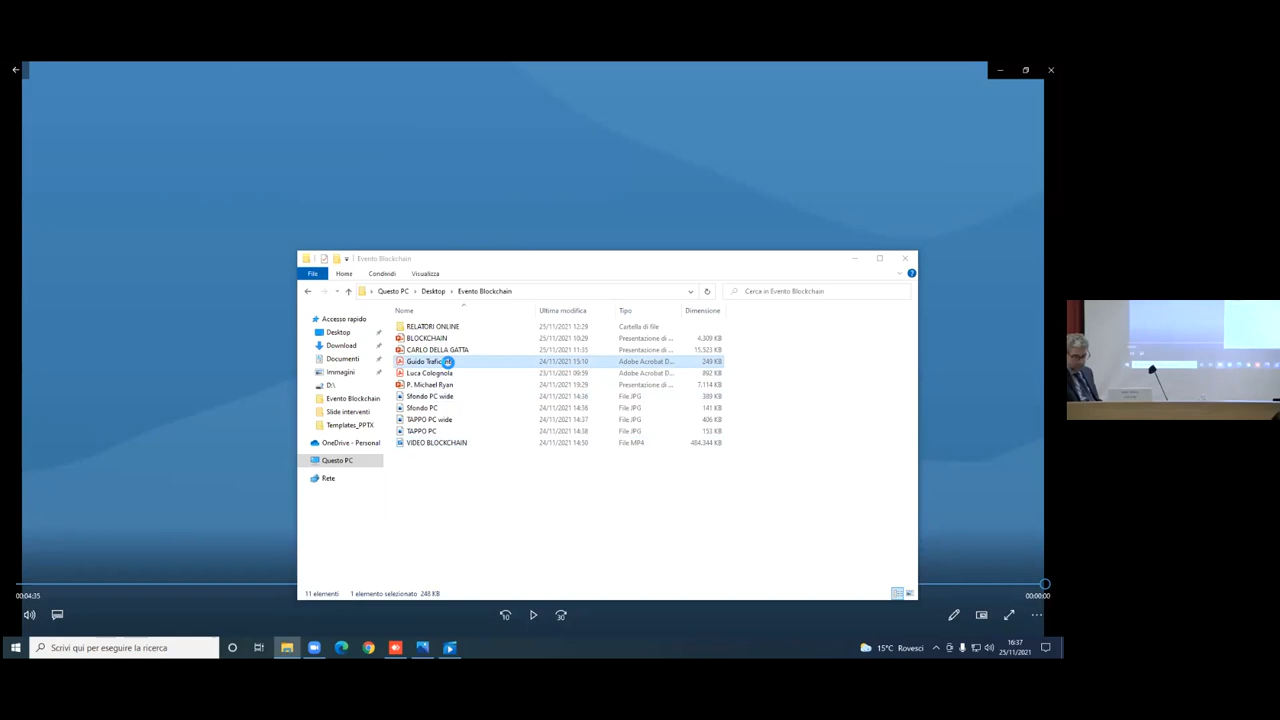 Evento Blockchain
File Home Condividi Visualizza
Questo PC Desktop Evento Blockchain Cerca in Evento Blockchain
Nome Ultima modifica Tipo Dimensione
Accesso rapido
Desktop
Download
Documenti
Immagini
D:\
Evento Blockchain
Slide interventi
Templates_PPTX
OneDrive - Personal
Questo PC
Rete
RELATORI ONLINE 25/11/2021 12:29 Cartella di file
BLOCKCHAIN 25/11/2021 10:29 Presentazione di ... 4.309 KB
CARLO DELLA GATTA 25/11/2021 11:35 Presentazione di ... 15.523 KB
Guido 24/11/2021 15:10 Adobe Acrobat D... 249 KB
Luca Colognola 23/11/2021 09:59 Adobe Acrobat D... 892 KB
P. Michael Ryan 24/11/2021 19:29 Presentazione di ... 7.114 KB
Sfondo PC wide 24/11/2021 14:36 File JPG 389 KB
Sfondo PC 24/11/2021 14:36 File JPG 141 KB
TAPPO PC wide 24/11/2021 14:37 File JPG 406 KB
TAPPO PC 24/11/2021 14:38 File JPG 153 KB
VIDEO BLOCKCHAIN 24/11/2021 14:50 File MP4 484.344 KB
11 elementi 1 elemento selezionato 248 KB
00:04:35 00:00:00
10 30
Scrivi qui per eseguire la ricerca 15°C Rovesci 16:37
25/11/2021